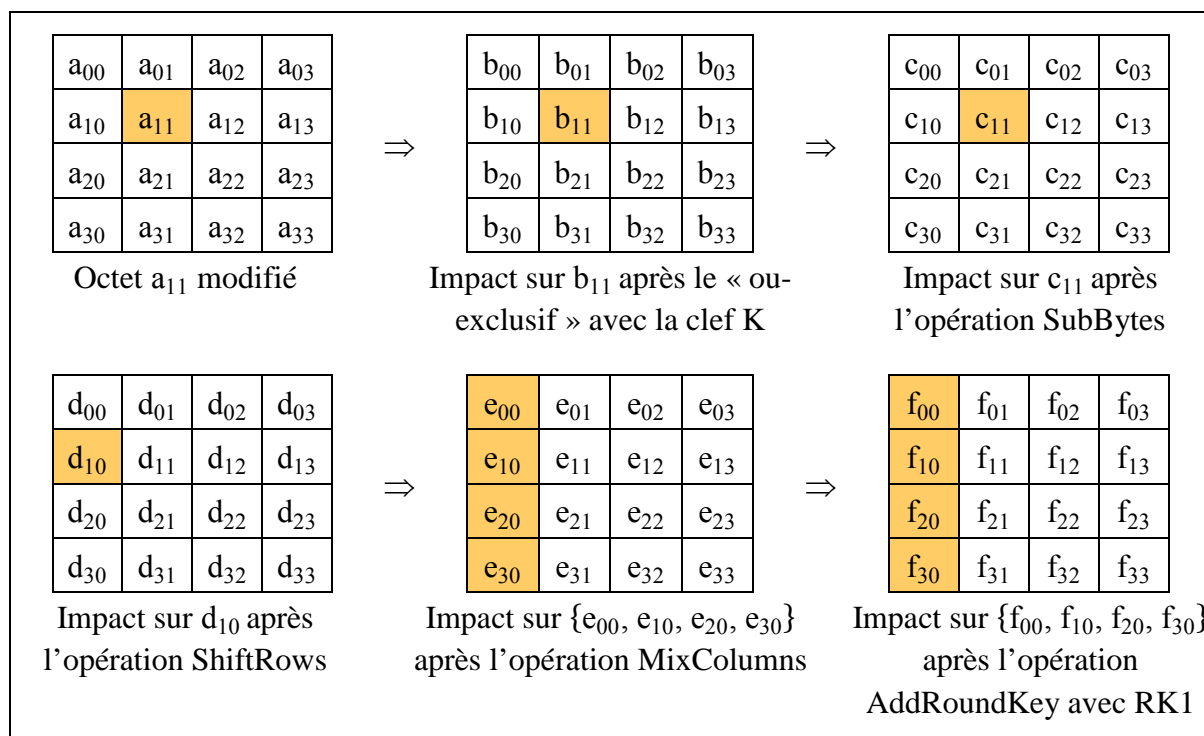 a₀₀ a₀₁ a₀₂ a₀₃
a₁₀ a₁₁ a₁₂ a₁₃
a₂₀ a₂₁ a₂₂ a₂₃
a₃₀ a₃₁ a₃₂ a₃₃
Octet a₁₁ modifié
⇒
b₀₀ b₀₁ b₀₂ b₀₃
b₁₀ b₁₁ b₁₂ b₁₃
b₂₀ b₂₁ b₂₂ b₂₃
b₃₀ b₃₁ b₃₂ b₃₃
Impact sur b₁₁ après le « ou-
exclusif » avec la clef K
⇒
c₀₀ c₀₁ c₀₂ c₀₃
c₁₀ c₁₁ c₁₂ c₁₃
c₂₀ c₂₁ c₂₂ c₂₃
c₃₀ c₃₁ c₃₂ c₃₃
Impact sur c₁₁ après
l’opération SubBytes
d₀₀ d₀₁ d₀₂ d₀₃
d₁₀ d₁₁ d₁₂ d₁₃
d₂₀ d₂₁ d₂₂ d₂₃
d₃₀ d₃₁ d₃₂ d₃₃
Impact sur d₁₀ après
l’opération ShiftRows
⇒
e₀₀ e₀₁ e₀₂ e₀₃
e₁₀ e₁₁ e₁₂ e₁₃
e₂₀ e₂₁ e₂₂ e₂₃
e₃₀ e₃₁ e₃₂ e₃₃
Impact sur {e₀₀, e₁₀, e₂₀, e₃₀}
après l’opération MixColumns
⇒
f₀₀ f₀₁ f₀₂ f₀₃
f₁₀ f₁₁ f₁₂ f₁₃
f₂₀ f₂₁ f₂₂ f₂₃
f₃₀ f₃₁ f₃₂ f₃₃
Impact sur {f₀₀, f₁₀, f₂₀, f₃₀}
après l’opération
AddRoundKey avec RK1